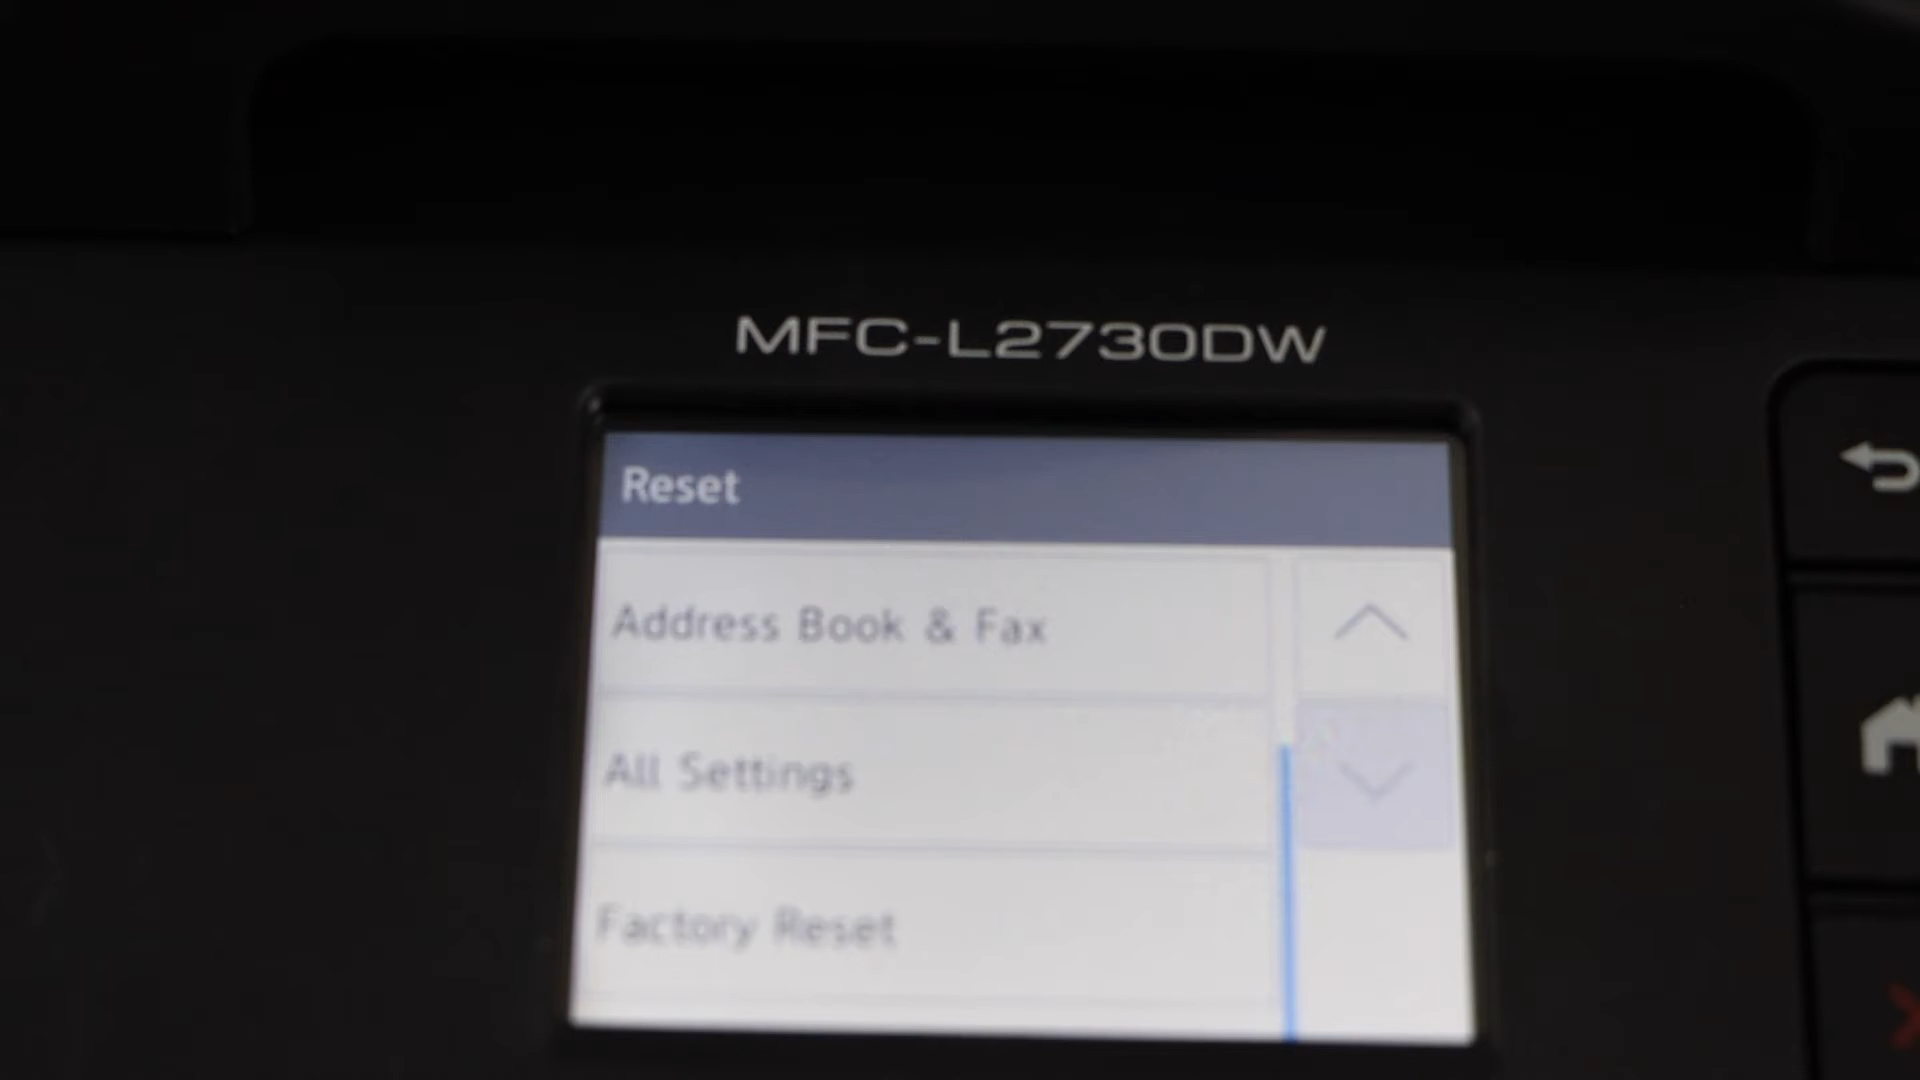 MFC-L2730DW
Reset
Address Book & Fax
All Settings
Factory Reset